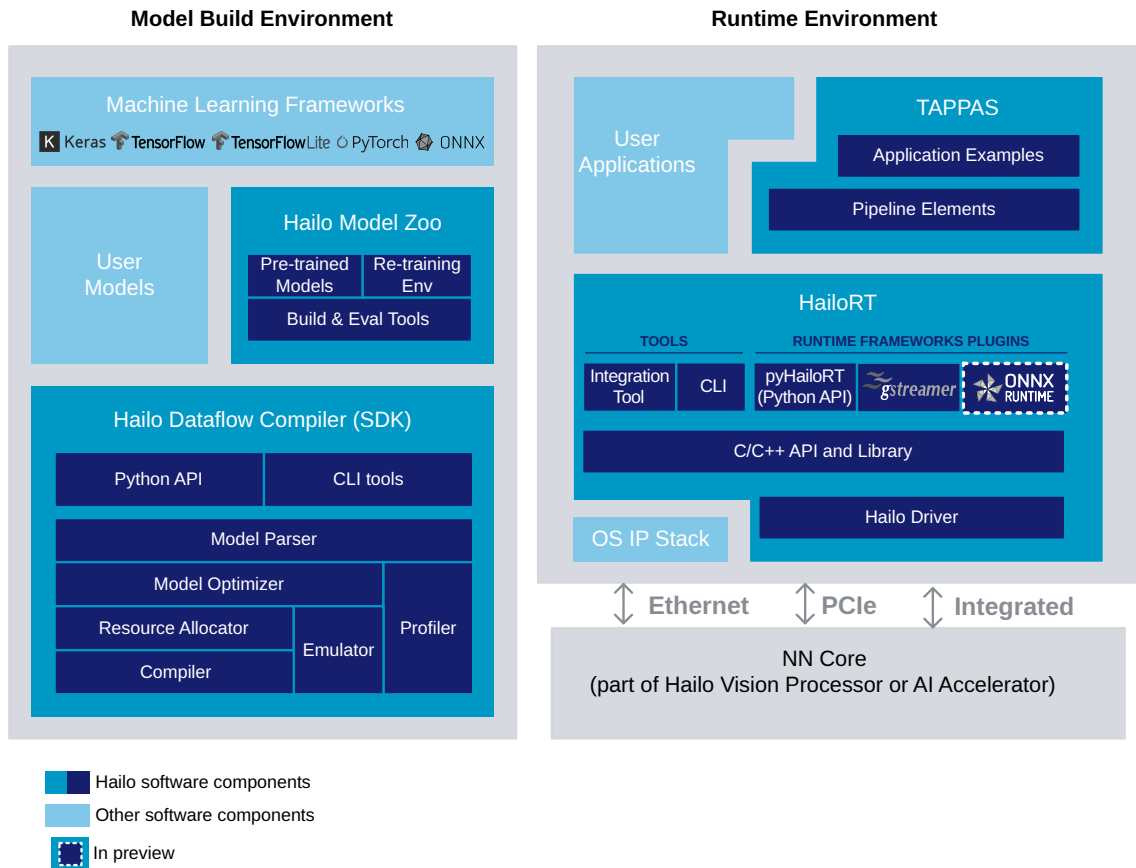 Model Build Environment
Machine Learning Frameworks
K Keras TensorFlow TensorFlowLite PyTorch ONNX
User
Models
Hailo Model Zoo
Pre-trained
Models
Re-training
Env
Build & Eval Tools
Hailo Dataflow Compiler (SDK)
Python API
CLI tools
Model Parser
Model Optimizer
Resource Allocator
Compiler
Emulator
Profiler
Runtime Environment
User
Applications
TAPPAS
Application Examples
Pipeline Elements
HailoRT
TOOLS
Integration
Tool
CLI
RUNTIME FRAMEWORKS PLUGINS
pyHailoRT
(Python API)
gstreamer
ONNX
RUNTIME
C/C++ API and Library
Hailo Driver
OS IP Stack
Ethernet
PCIe
Integrated
NN Core
(part of Hailo Vision Processor or AI Accelerator)
Hailo software components
Other software components
In preview